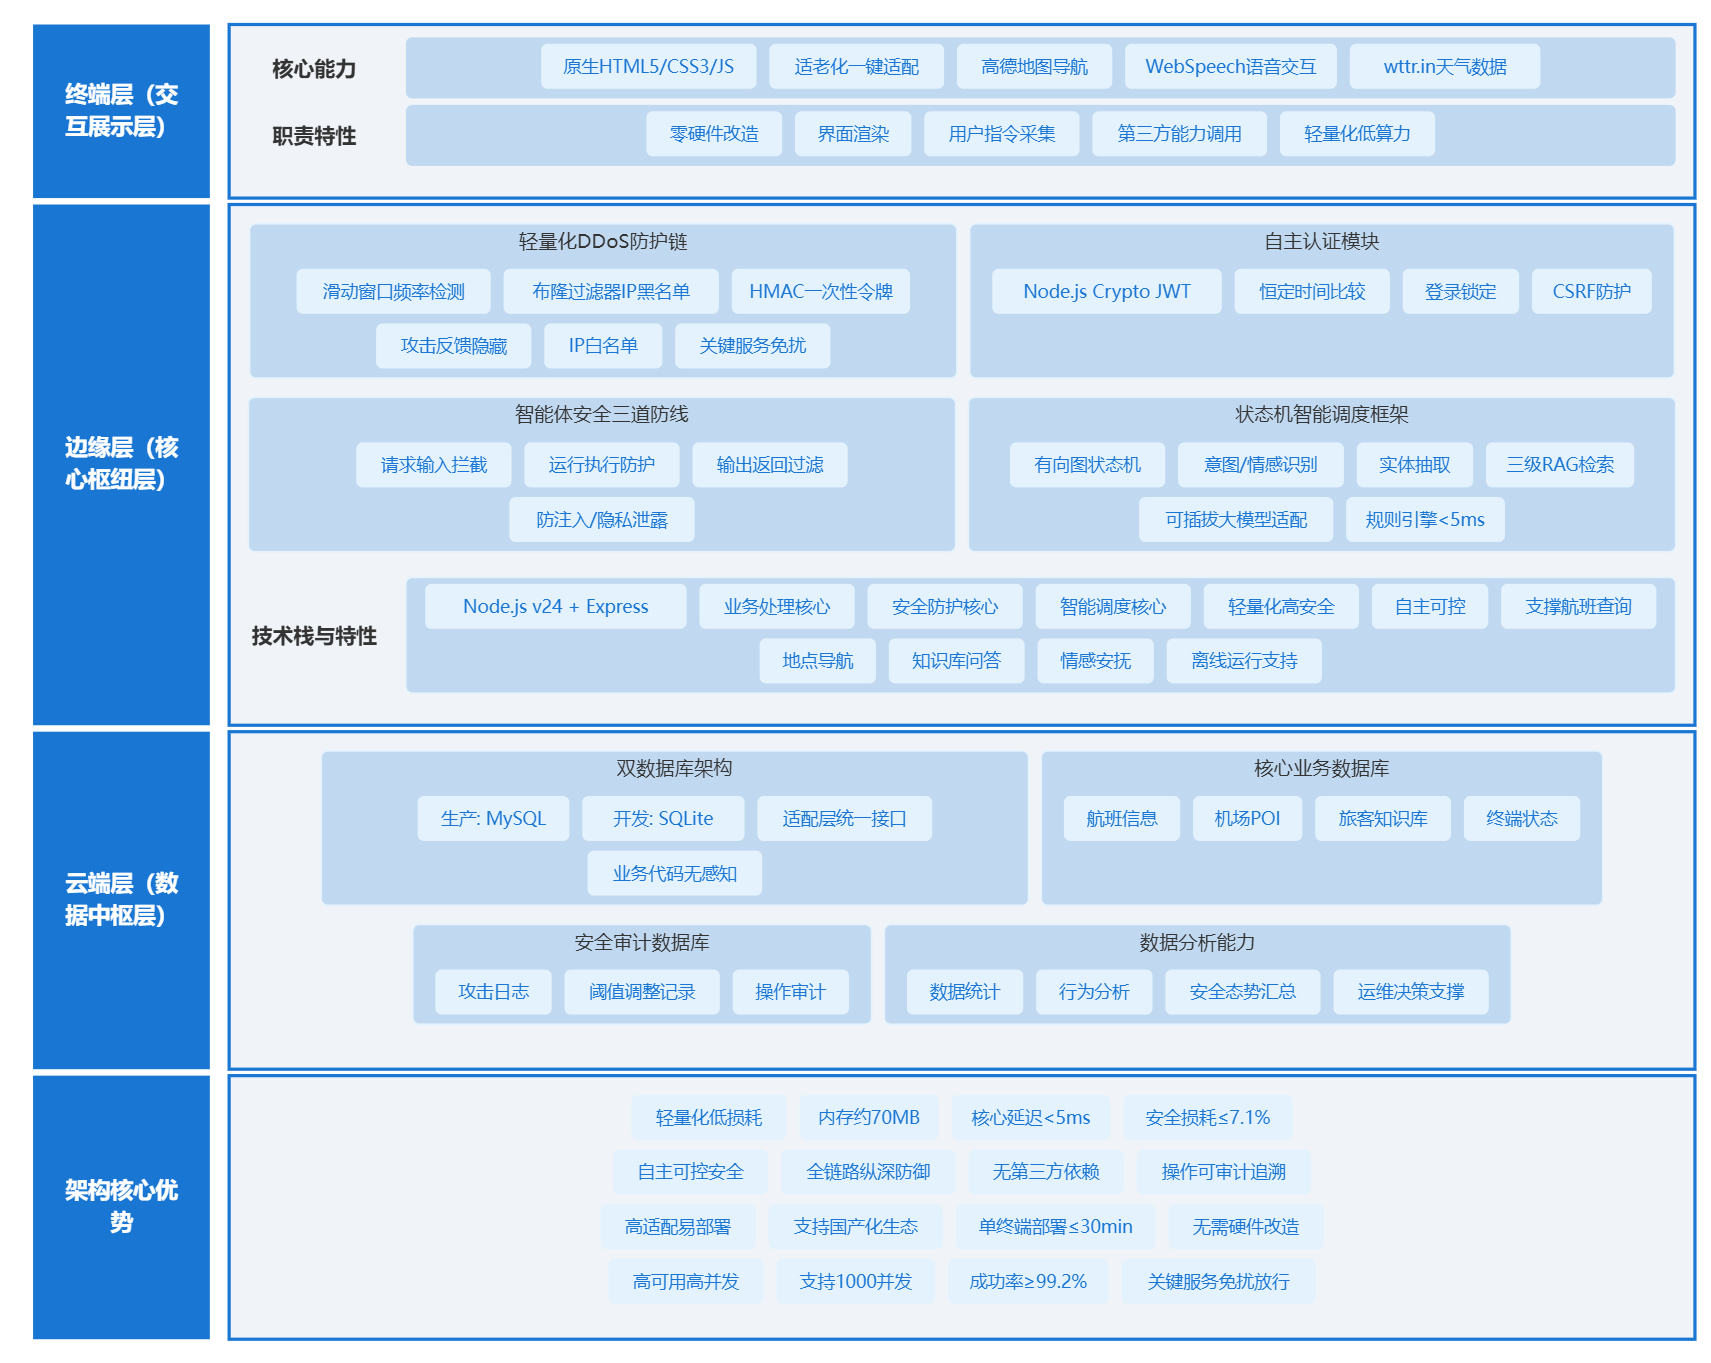 终端层（交
互展示层）
核心能力
原生HTML5/CSS3/JS
适老化一键适配
高德地图导航
WebSpeech语音交互
wttr.in天气数据
职责特性
零硬件改造
界面渲染
用户指令采集
第三方能力调用
轻量化低算力
边缘层（核
心枢纽层）
轻量化DDoS防护链
滑动窗口频率检测
布隆过滤器IP黑名单
HMAC一次性令牌
攻击反馈隐藏
IP白名单
关键服务免扰
自主认证模块
Node.js Crypto JWT
恒定时间比较
登录锁定
CSRF防护
智能体安全三道防线
请求输入拦截
运行执行防护
输出返回过滤
防注入/隐私泄露
状态机智能调度框架
有向图状态机
意图/情感识别
实体抽取
三级RAG检索
可插拔大模型适配
规则引擎<5ms
技术栈与特性
Node.js v24 + Express
业务处理核心
安全防护核心
智能调度核心
轻量化高安全
自主可控
支撑航班查询
地点导航
知识库问答
情感安抚
离线运行支持
云端层（数
据中枢层）
双数据库架构
生产: MySQL
开发: SQLite
适配层统一接口
业务代码无感知
核心业务数据库
航班信息
机场POI
旅客知识库
终端状态
安全审计数据库
攻击日志
阈值调整记录
操作审计
数据分析能力
数据统计
行为分析
安全态势汇总
运维决策支撑
架构核心优
势
轻量化低损耗
内存约70MB
核心延迟<5ms
安全损耗≤7.1%
自主可控安全
全链路纵深防御
无第三方依赖
操作可审计追溯
高适配易部署
支持国产化生态
单终端部署≤30min
无需硬件改造
高可用高并发
支持1000并发
成功率≥99.2%
关键服务免扰放行